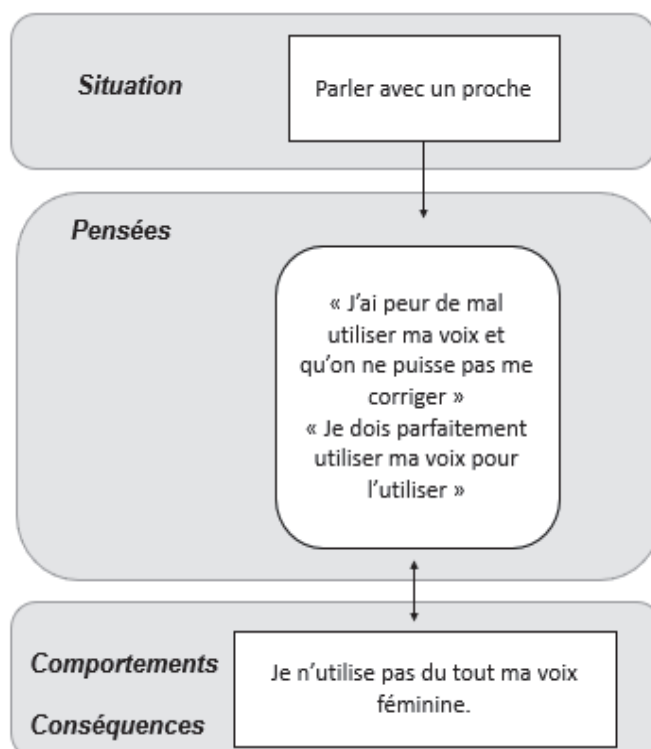 Situation
Parler avec un proche
Pensées
« J’ai peur de mal
utiliser ma voix et
qu’on ne puisse pas me
corriger »
« Je dois parfaitement
utiliser ma voix pour
l’utiliser »
Comportements
Conséquences
Je n’utilise pas du tout ma voix
féminine.